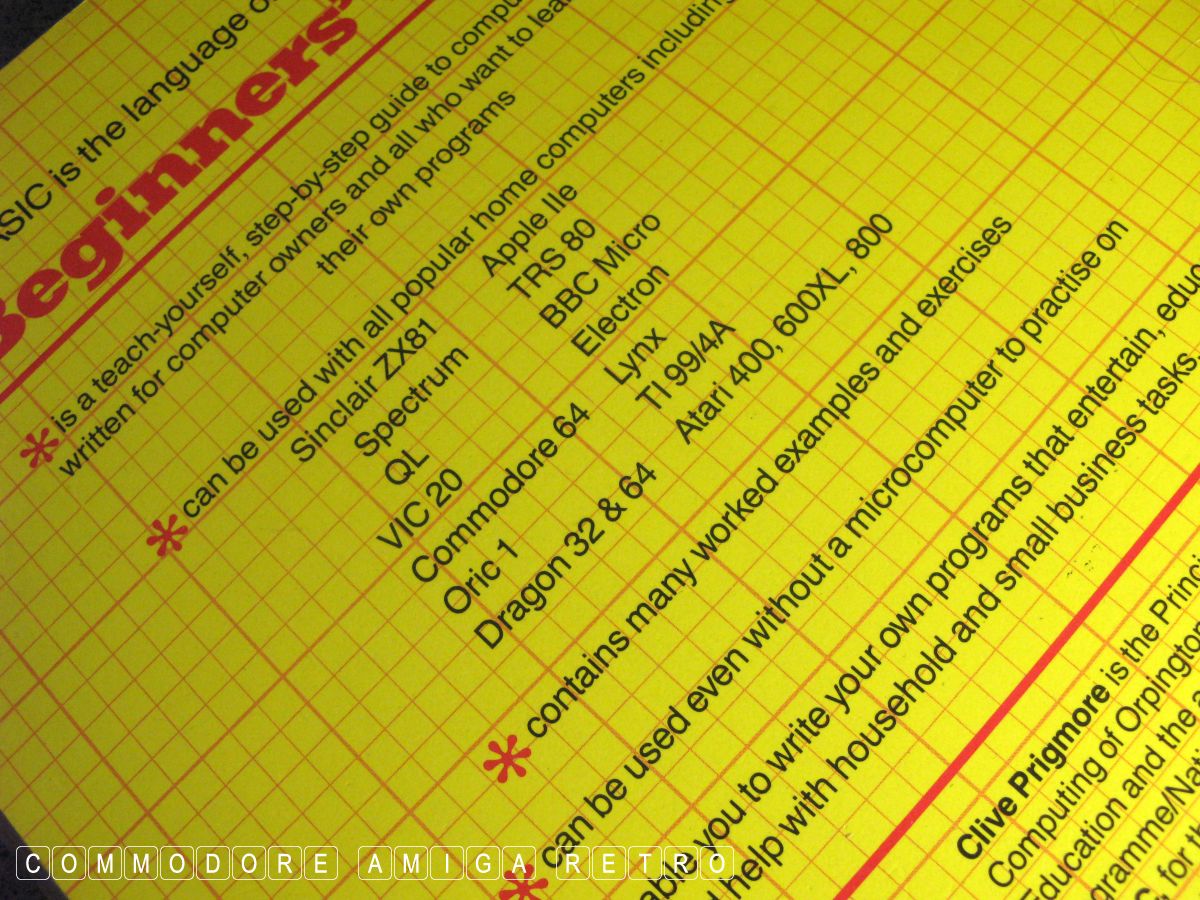 BASIC is the language o
Beginners'
* is a teach-yourself, step-by-step guide to compu
written for computer owners and all who want to lea
their own programs
* can be used with all popular home computers including
Sinclair ZX81
Spectrum
QL
VIC 20
Commodore 64
Oric 1
Dragon 32 & 64
Apple IIe
TRS 80
BBC Micro
Electron
Lynx
TI 99/4A
Atari 400, 600XL, 800
* contains many worked examples and exercises
* can be used even without a microcomputer to practise on
able you to write your own programs that entertain, educ
d help with household and small business tasks
Clive Prigmore is the Princi
Computing of Orpingto
Education and the
gramme/Nat
C, for th
COMMODORE AMIGA RETRO